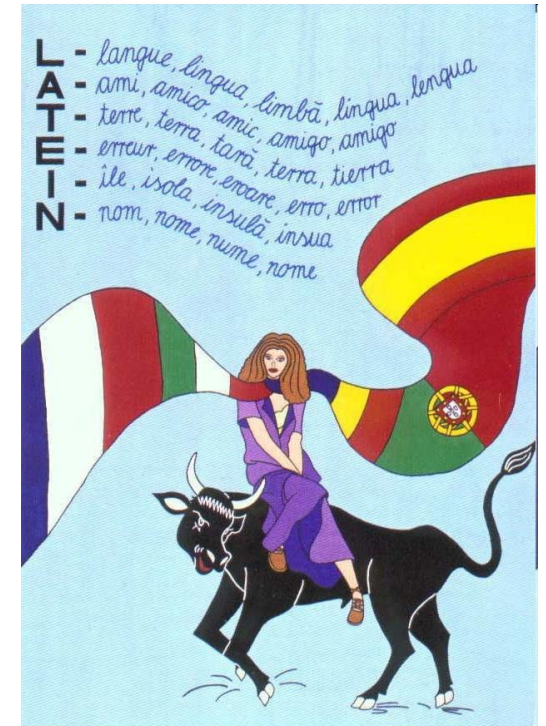 L - langue, lingua, limbă, lingua, lengua
A - ami, amico, amic, amigo, amigo
T - terre, terra, tară, terra, tierra
E - erreur, errore, eroare, erro, error
I - île, isola, insulă, insua
N - nom, nome, nume, nome